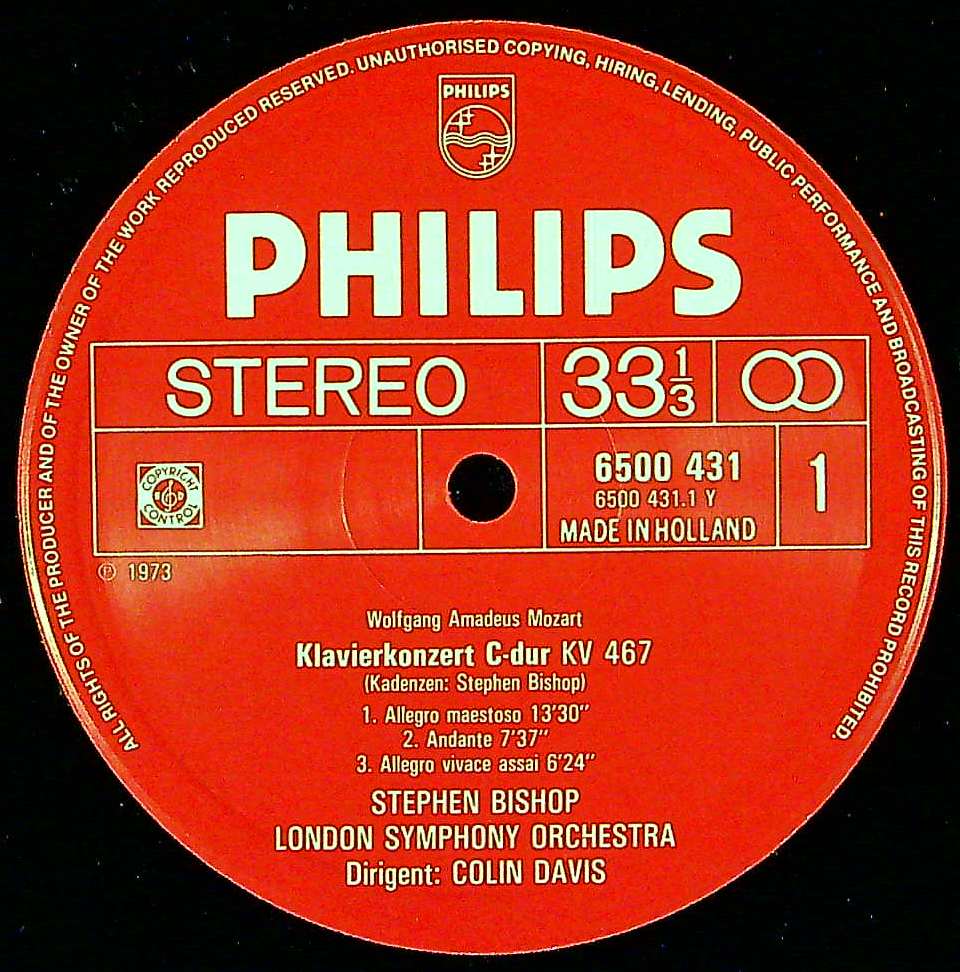 ALL RIGHTS OF THE PRODUCER AND OF THE OWNER OF THE WORK REPRODUCED RESERVED. UNAUTHORISED COPYING, HIRING, LENDING, PUBLIC PERFORMANCE AND BROADCASTING OF THIS RECORD PROHIBITED.
PHILIPS
PHILIPS
STEREO
33 1/3
COPYRIGHT
CONTROL
6500 431
6500 431.1 Y
MADE IN HOLLAND
1
℗ 1973
Wolfgang Amadeus Mozart
Klavierkonzert C-dur KV 467
(Kadenzen: Stephen Bishop)
1. Allegro maestoso 13'30"
2. Andante 7'37"
3. Allegro vivace assai 6'24"
STEPHEN BISHOP
LONDON SYMPHONY ORCHESTRA
Dirigent: COLIN DAVIS